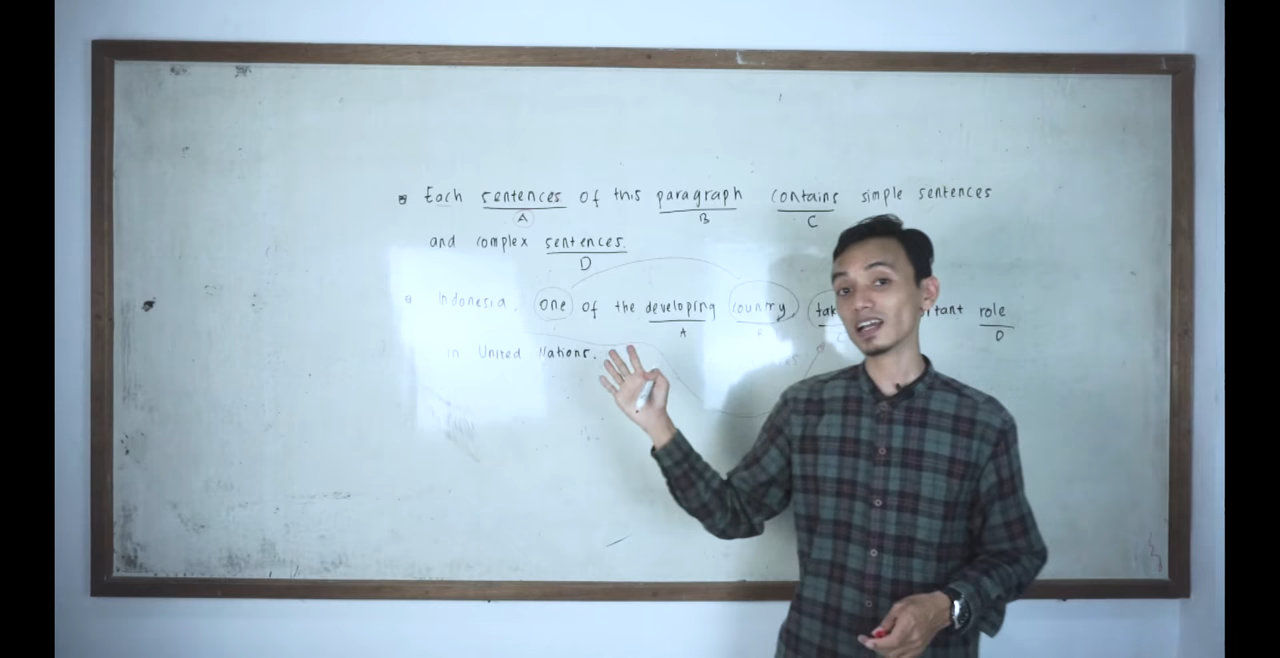 Each sentences of this paragraph contains simple sentences
A B C
and complex sentences.
D
Indonesia, one of the developing country role
A D
in United Nations.